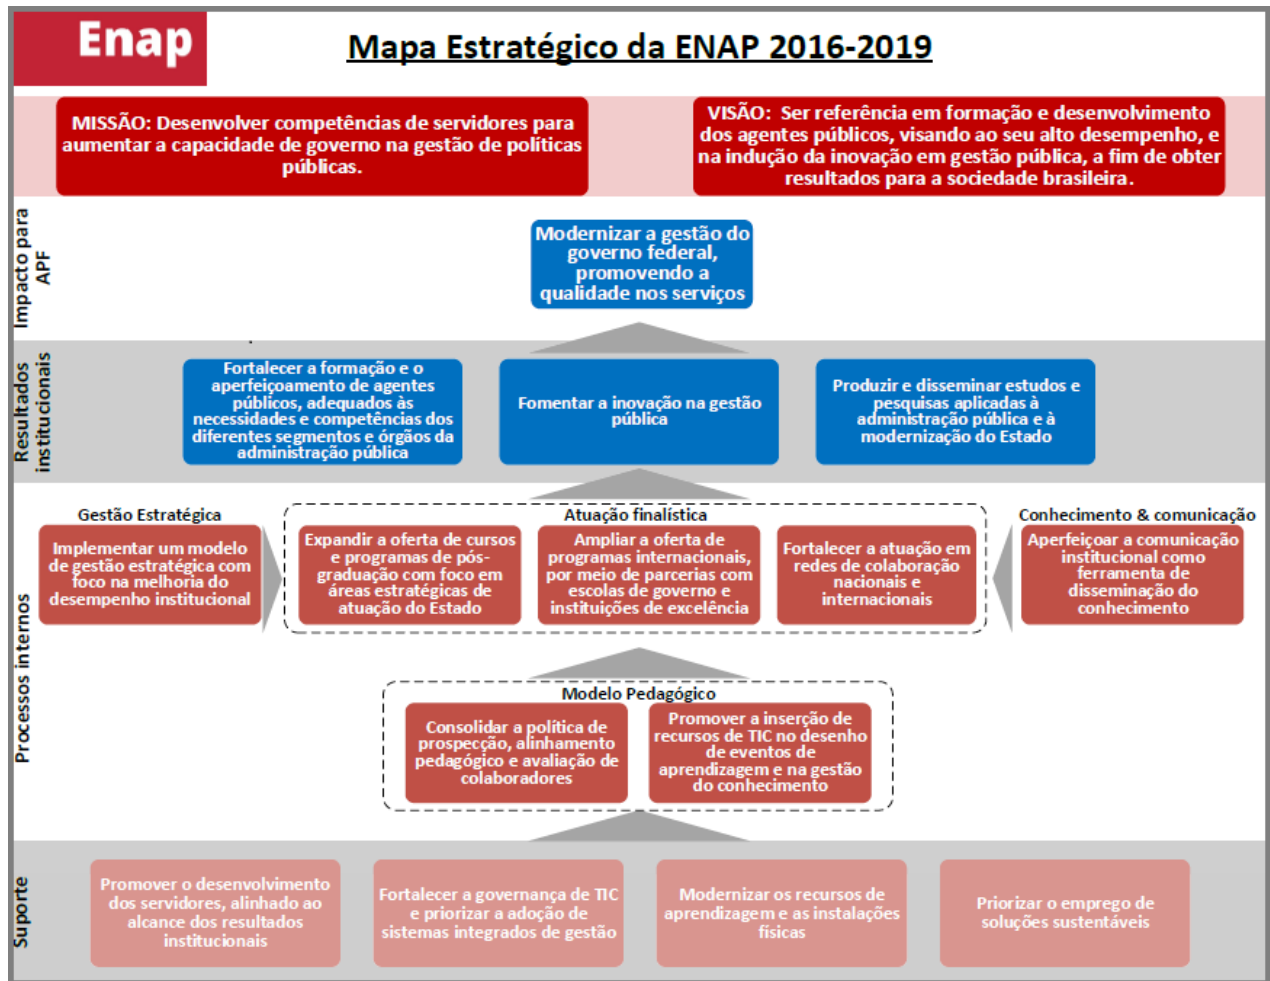 Enap
Mapa Estratégico da ENAP 2016-2019
MISSÃO: Desenvolver competências de servidores para
aumentar a capacidade de governo na gestão de políticas
públicas.
VISÃO: Ser referência em formação e desenvolvimento
dos agentes públicos, visando ao seu alto desempenho, e
na indução da inovação em gestão pública, a fim de obter
resultados para a sociedade brasileira.
Impacto para
APF
Modernizar a gestão do
governo federal,
promovendo a
qualidade nos serviços
Resultados
institucionais
Fortalecer a formação e o
aperfeiçoamento de agentes
públicos, adequados às
necessidades e competências dos
diferentes segmentos e órgãos da
administração pública
Fomentar a inovação na gestão
pública
Produzir e disseminar estudos e
pesquisas aplicadas à
administração pública e à
modernização do Estado
Processos internos
Gestão Estratégica
Implementar um modelo
de gestão estratégica com
foco na melhoria do
desempenho institucional
Atuação finalística
Expandir a oferta de cursos
e programas de pós-
graduação com foco em
áreas estratégicas de
atuação do Estado
Ampliar a oferta de
programas internacionais,
por meio de parcerias com
escolas de governo e
instituições de excelência
Fortalecer a atuação em
redes de colaboração
nacionais e
internacionais
Conhecimento & comunicação
Aperfeiçoar a comunicação
institucional como
ferramenta de
disseminação do
conhecimento
Modelo Pedagógico
Consolidar a política de
prospecção, alinhamento
pedagógico e avaliação de
colaboradores
Promover a inserção de
recursos de TIC no desenho
de eventos de
aprendizagem e na gestão
do conhecimento
Suporte
Promover o desenvolvimento
dos servidores, alinhado ao
alcance dos resultados
institucionais
Fortalecer a governança de TIC
e priorizar a adoção de
sistemas integrados de gestão
Modernizar os recursos de
aprendizagem e as instalações
físicas
Priorizar o emprego de
soluções sustentáveis